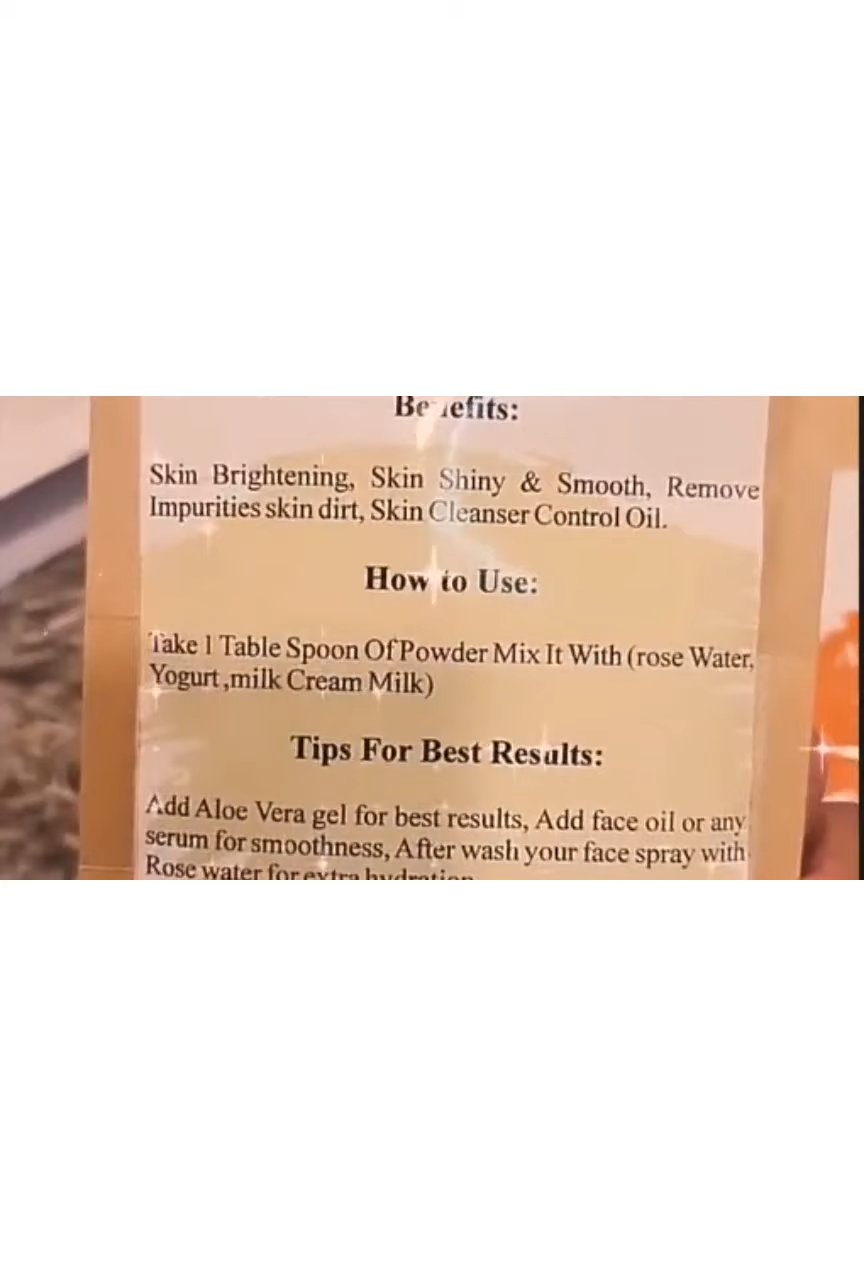 Benefits:
Skin Brightening, Skin Shiny & Smooth, Remove
Impurities skin dirt, Skin Cleanser Control Oil.
How to Use:
Take 1 Table Spoon Of Powder Mix It With (rose Water,
Yogurt ,milk Cream Milk)
Tips For Best Results:
Add Aloe Vera gel for best results, Add face oil or any
serum for smoothness, After wash your face spray with
Rose water for extra hydration